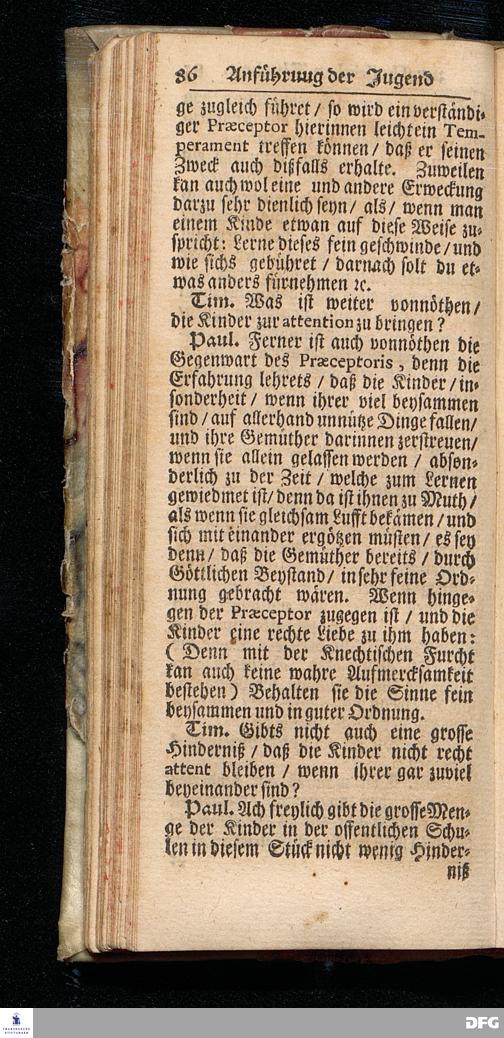 86 Anführung der Jugend
ge zugleich führet / so wird ein verständi-
ger Præceptor hierinnen leicht ein Tem-
perament treffen können / daß er seinen
Zweck auch dißfalls erhalte. Zuweilen
kan auch wol eine und andere Erweckung
darzu sehr dienlich seyn / als / wenn man
einem Kinde etwan auf diese Weise zu-
spricht: Lerne dieses fein geschwinde / und
wie sichs gebühret / darnach solt du et-
was anders fürnehmen ꝛc.
Tim. Was ist weiter vonnöthen /
die Kinder zur attention zu bringen?
Paul. Ferner ist auch vonnöthen die
Gegenwart des Præceptoris, denn die
Erfahrung lehrets / daß die Kinder / in-
sonderheit / wenn ihrer viel beysammen
sind / auf allerhand unnütze Dinge fallen /
und ihre Gemüther darinnen zerstreuen /
wenn sie allein gelassen werden / abson-
derlich zu der Zeit / welche zum Lernen
gewiedmet ist / denn da ist ihnen zu Muth /
als wenn sie gleichsam Lufft bekämen / und
sich mit einander ergötzen müsten / es sey
denn / daß die Gemüther bereits / durch
Göttlichen Beystand / in sehr feine Ord-
nung gebracht wären. Wenn hinge-
gen der Præceptor zugegen ist / und die
Kinder eine rechte Liebe zu ihm haben:
( Denn mit der Knechtischen Furcht
kan auch keine wahre Aufmercksamkeit
bestehen ) Behalten sie die Sinne fein
beysammen und in guter Ordnung.
Tim. Gibts nicht auch eine grosse
Hinderniß / daß die Kinder nicht recht
attent bleiben / wenn ihrer gar zuviel
beyeinander sind?
Paul. Ach freylich gibt die grosse Men-
ge der Kinder in der offentlichen Schu-
len in diesem Stück nicht wenig Hinder-
niß
FRANCKESCHE STIFTUNGEN
DFG